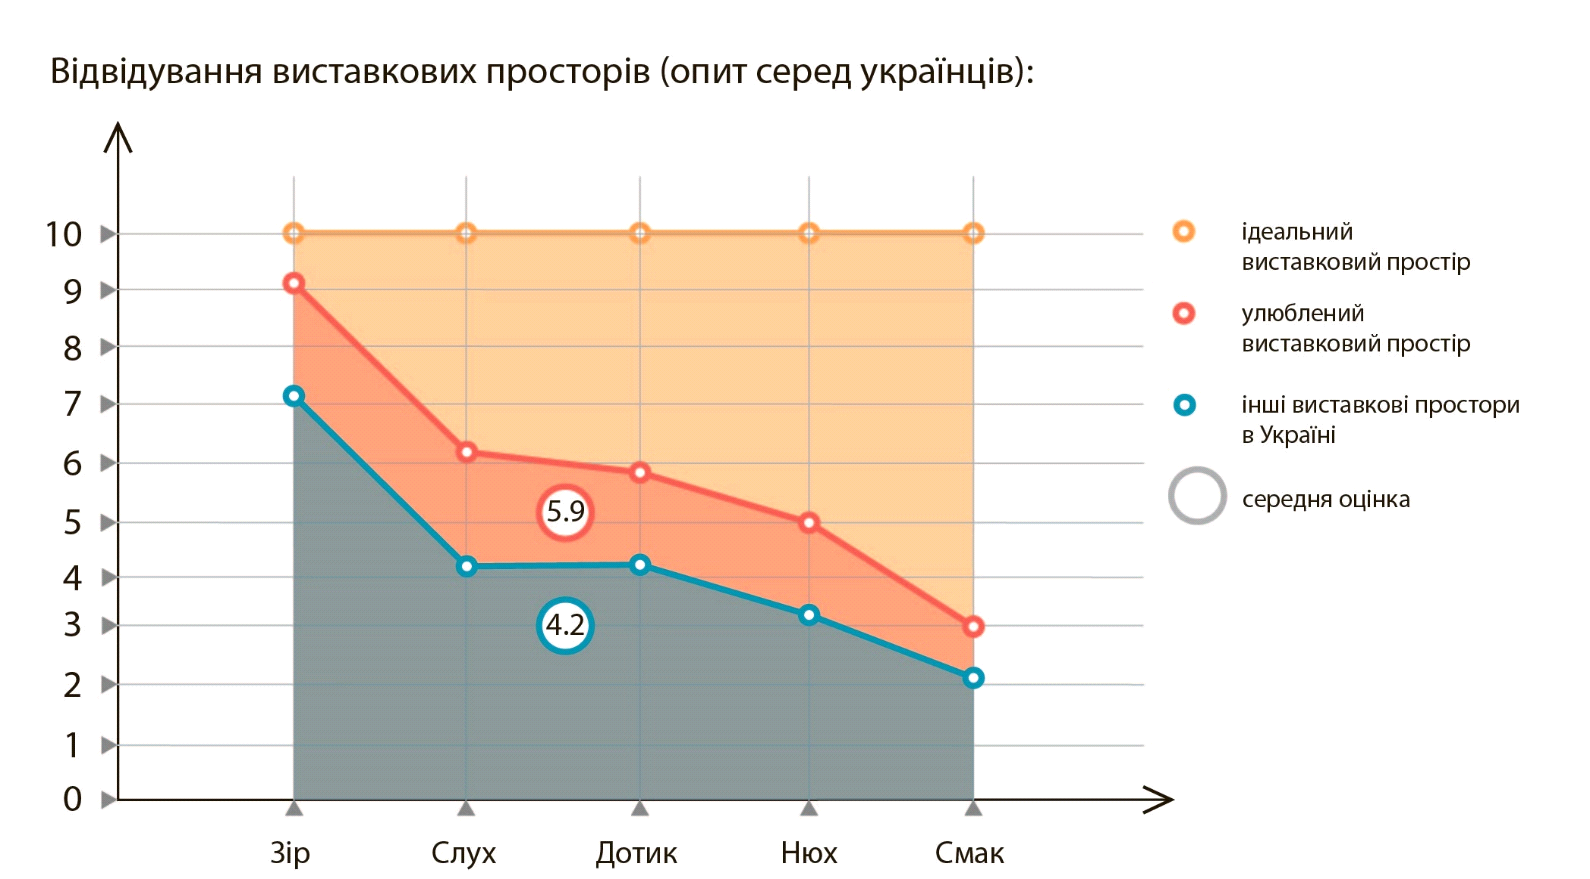 Відвідування виставкових просторів (опит серед українців):
10
9
8
7
6
5
4
3
2
1
0
5.9
4.2
Зір
Слух
Дотик
Нюх
Смак
ідеальний
виставковий простір
улюблений
виставковий простір
інші виставкові простори
в Україні
середня оцінка